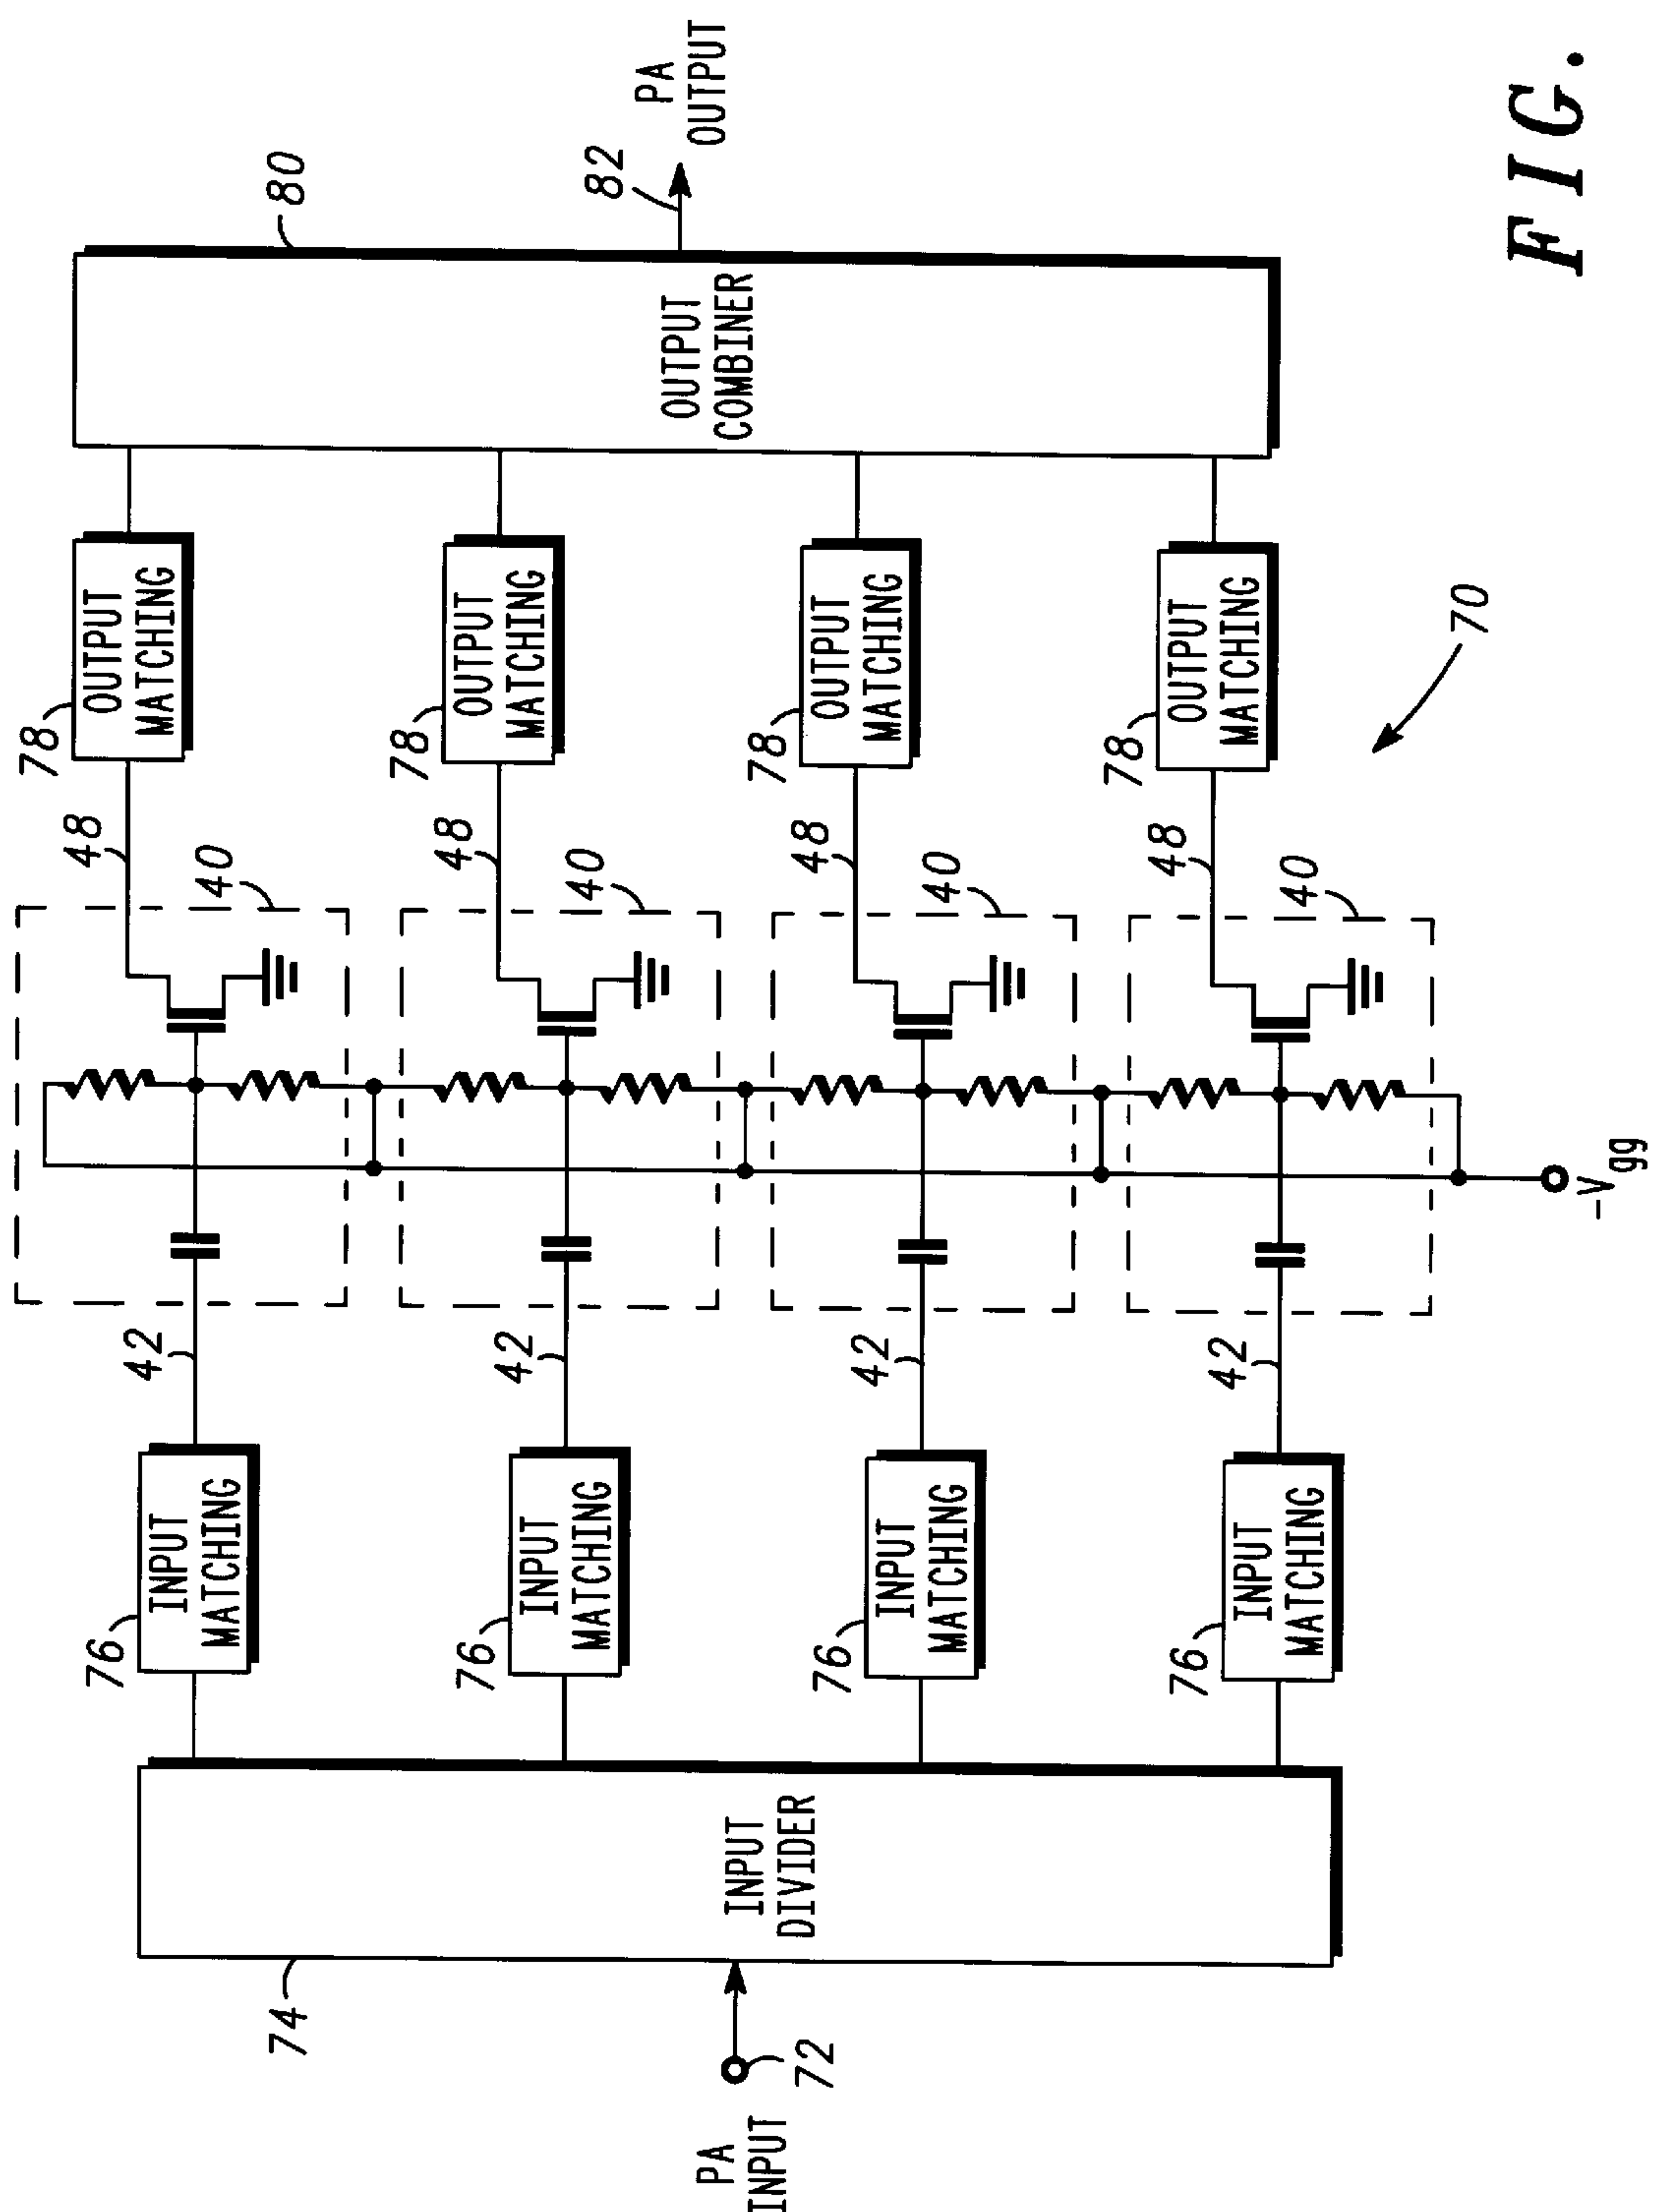 PA
INPUT
72
74
INPUT
DIVIDER
76
INPUT
MATCHING
42
40
48
78
OUTPUT
MATCHING
76
INPUT
MATCHING
42
40
48
78
OUTPUT
MATCHING
76
INPUT
MATCHING
42
40
48
78
OUTPUT
MATCHING
76
INPUT
MATCHING
42
40
48
78
OUTPUT
MATCHING
-Vgg
70
OUTPUT
COMBINER
80
82
PA
OUTPUT
FIG.